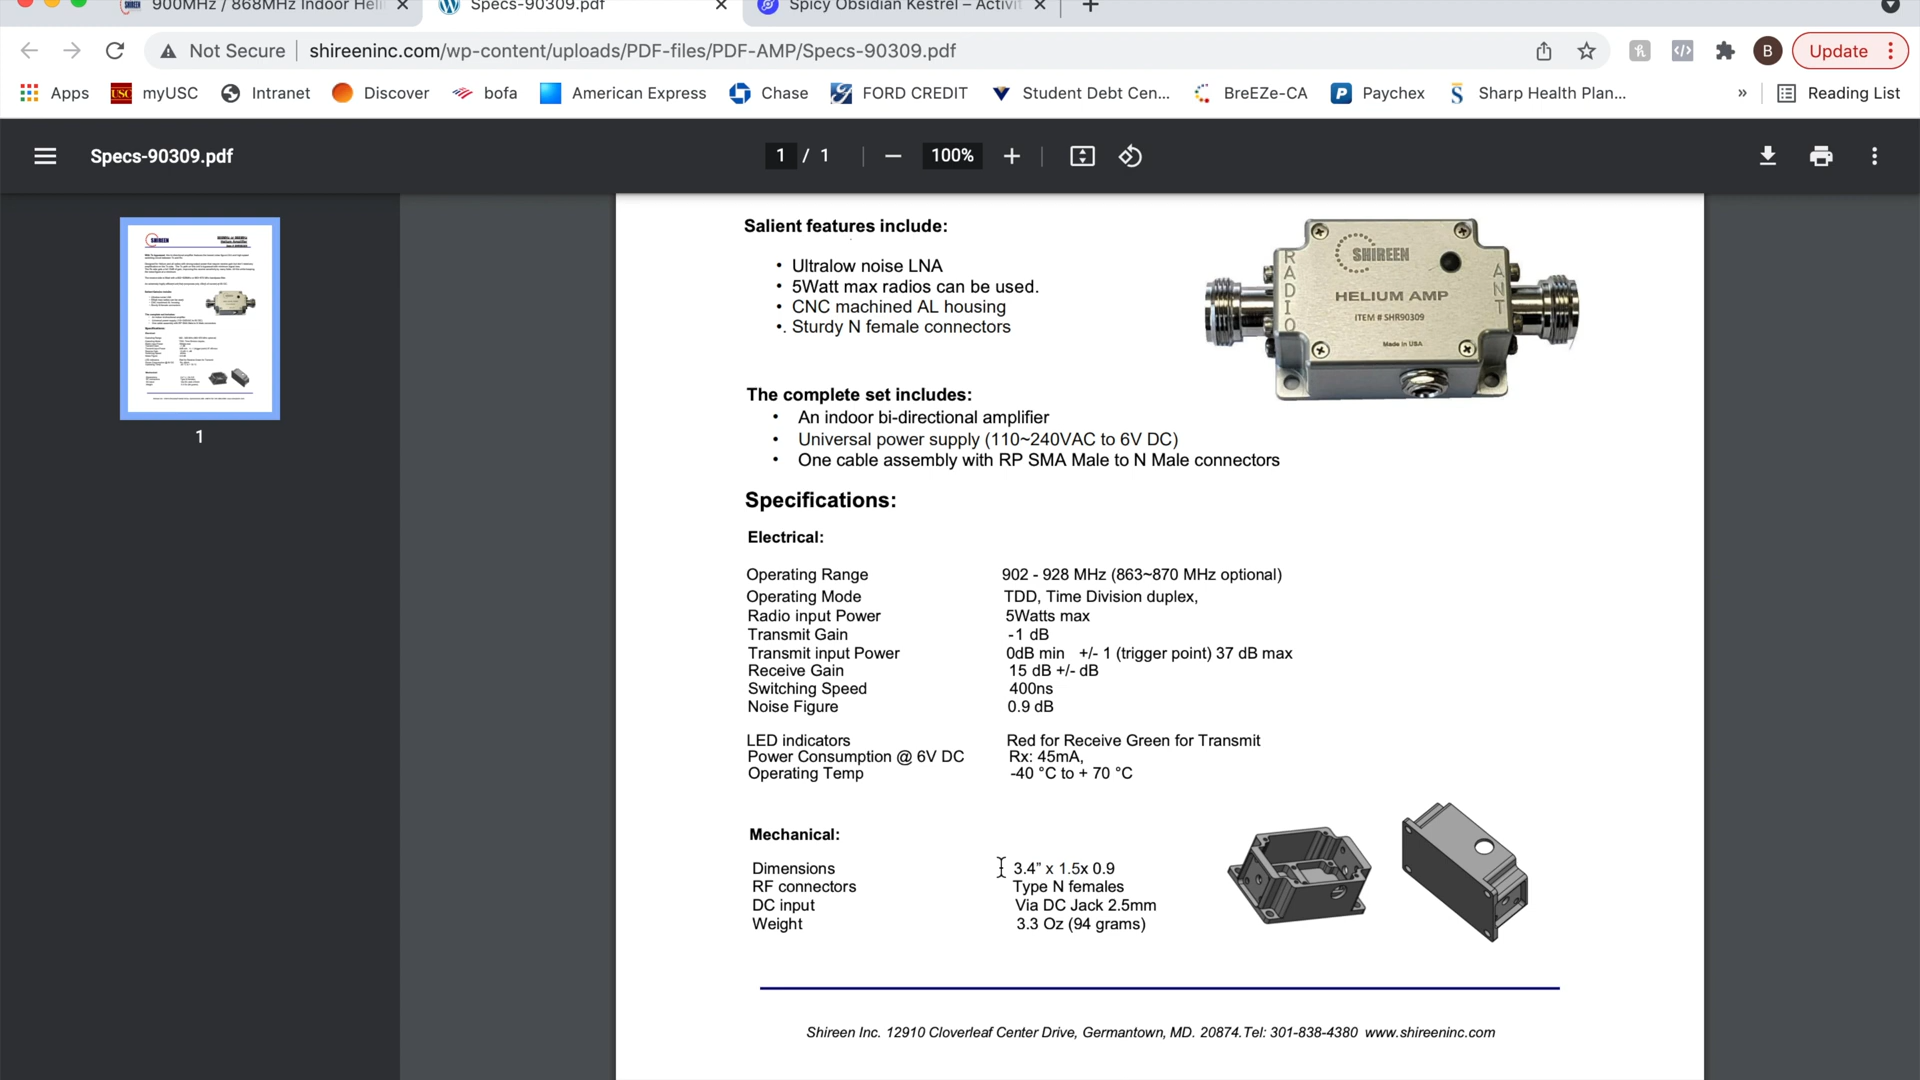 900MHz / 868MHz Indoor Heli
Specs-90309.pdf
Spicy Obsidian Kestrel – Activit
Not Secure shireeninc.com/wp-content/uploads/PDF-files/PDF-AMP/Specs-90309.pdf
B
Update
Apps
USC myUSC
Intranet
Discover
bofa
American Express
Chase
FORD CREDIT
Student Debt Cen...
BreEZe-CA
P Paychex
S Sharp Health Plan...
»
Reading List
Specs-90309.pdf
1 / 1
100%
1
Salient features include:
• Ultralow noise LNA
• 5Watt max radios can be used.
• CNC machined AL housing
•. Sturdy N female connectors
SHIREEN
RADIO
ANT
HELIUM AMP
ITEM # SHR90309
Made in USA
The complete set includes:
• An indoor bi-directional amplifier
• Universal power supply (110~240VAC to 6V DC)
• One cable assembly with RP SMA Male to N Male connectors
Specifications:
Electrical:
Operating Range 902 - 928 MHz (863~870 MHz optional)
Operating Mode TDD, Time Division duplex,
Radio input Power 5Watts max
Transmit Gain -1 dB
Transmit input Power 0dB min +/- 1 (trigger point) 37 dB max
Receive Gain 15 dB +/- dB
Switching Speed 400ns
Noise Figure 0.9 dB
LED indicators Red for Receive Green for Transmit
Power Consumption @ 6V DC Rx: 45mA,
Operating Temp -40 °C to + 70 °C
Mechanical:
Dimensions 3.4” x 1.5x 0.9
RF connectors Type N females
DC input Via DC Jack 2.5mm
Weight 3.3 Oz (94 grams)
Shireen Inc. 12910 Cloverleaf Center Drive, Germantown, MD. 20874.Tel: 301-838-4380 www.shireeninc.com